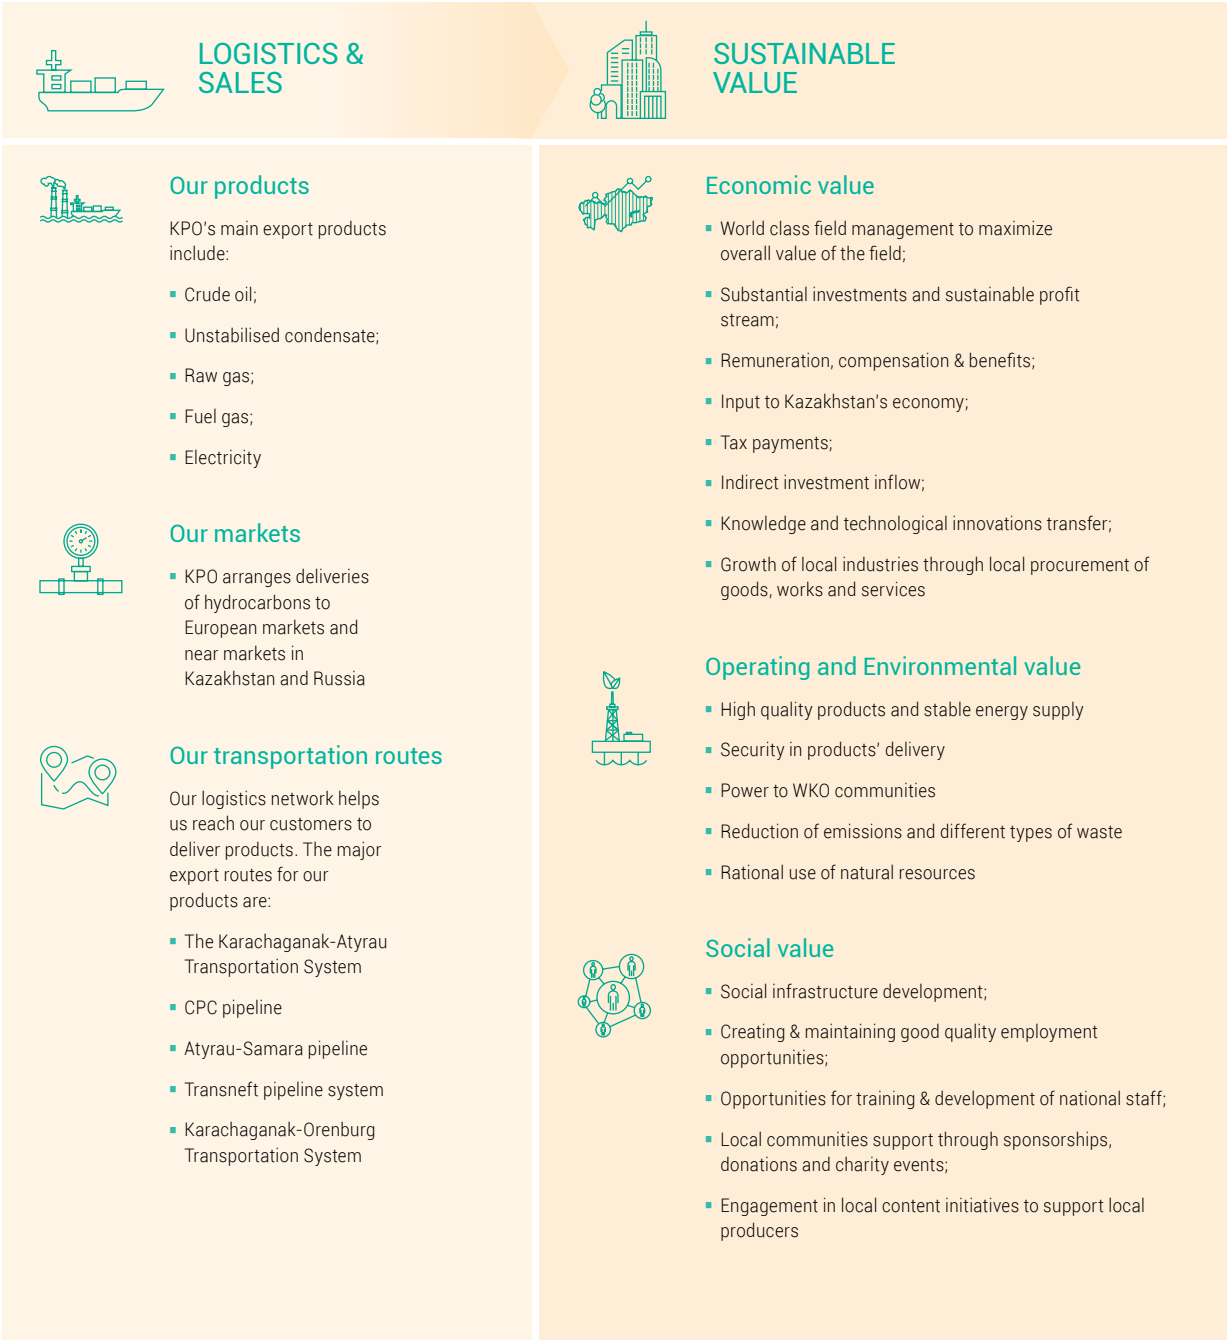 LOGISTICS &
SALES
SUSTAINABLE
VALUE
Our products
KPO's main export products
include:
▪ Crude oil;
▪ Unstabilised condensate;
▪ Raw gas;
▪ Fuel gas;
▪ Electricity
Our markets
▪ KPO arranges deliveries
of hydrocarbons to
European markets and
near markets in
Kazakhstan and Russia
Our transportation routes
Our logistics network helps
us reach our customers to
deliver products. The major
export routes for our
products are:
▪ The Karachaganak-Atyrau
Transportation System
▪ CPC pipeline
▪ Atyrau-Samara pipeline
▪ Transneft pipeline system
▪ Karachaganak-Orenburg
Transportation System
Economic value
▪ World class field management to maximize
overall value of the field;
▪ Substantial investments and sustainable profit
stream;
▪ Remuneration, compensation & benefits;
▪ Input to Kazakhstan's economy;
▪ Tax payments;
▪ Indirect investment inflow;
▪ Knowledge and technological innovations transfer;
▪ Growth of local industries through local procurement of
goods, works and services
Operating and Environmental value
▪ High quality products and stable energy supply
▪ Security in products' delivery
▪ Power to WKO communities
▪ Reduction of emissions and different types of waste
▪ Rational use of natural resources
Social value
▪ Social infrastructure development;
▪ Creating & maintaining good quality employment
opportunities;
▪ Opportunities for training & development of national staff;
▪ Local communities support through sponsorships,
donations and charity events;
▪ Engagement in local content initiatives to support local
producers